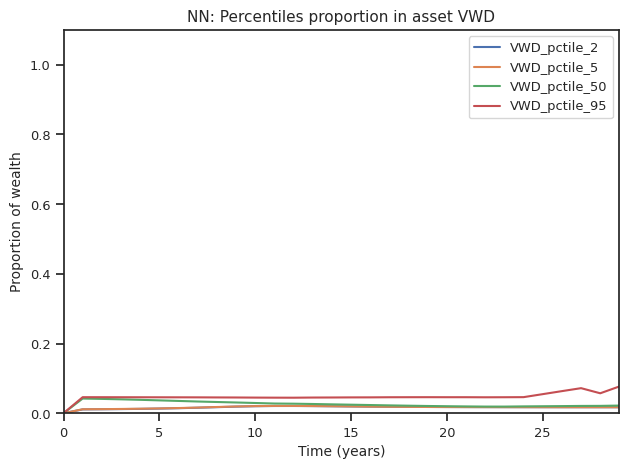 NN: Percentiles proportion in asset VWD
VWD_pctile_2
VWD_pctile_5
VWD_pctile_50
VWD_pctile_95
Proportion of wealth
1.0
0.8
0.6
0.4
0.2
0.0
0 5 10 15 20 25
Time (years)